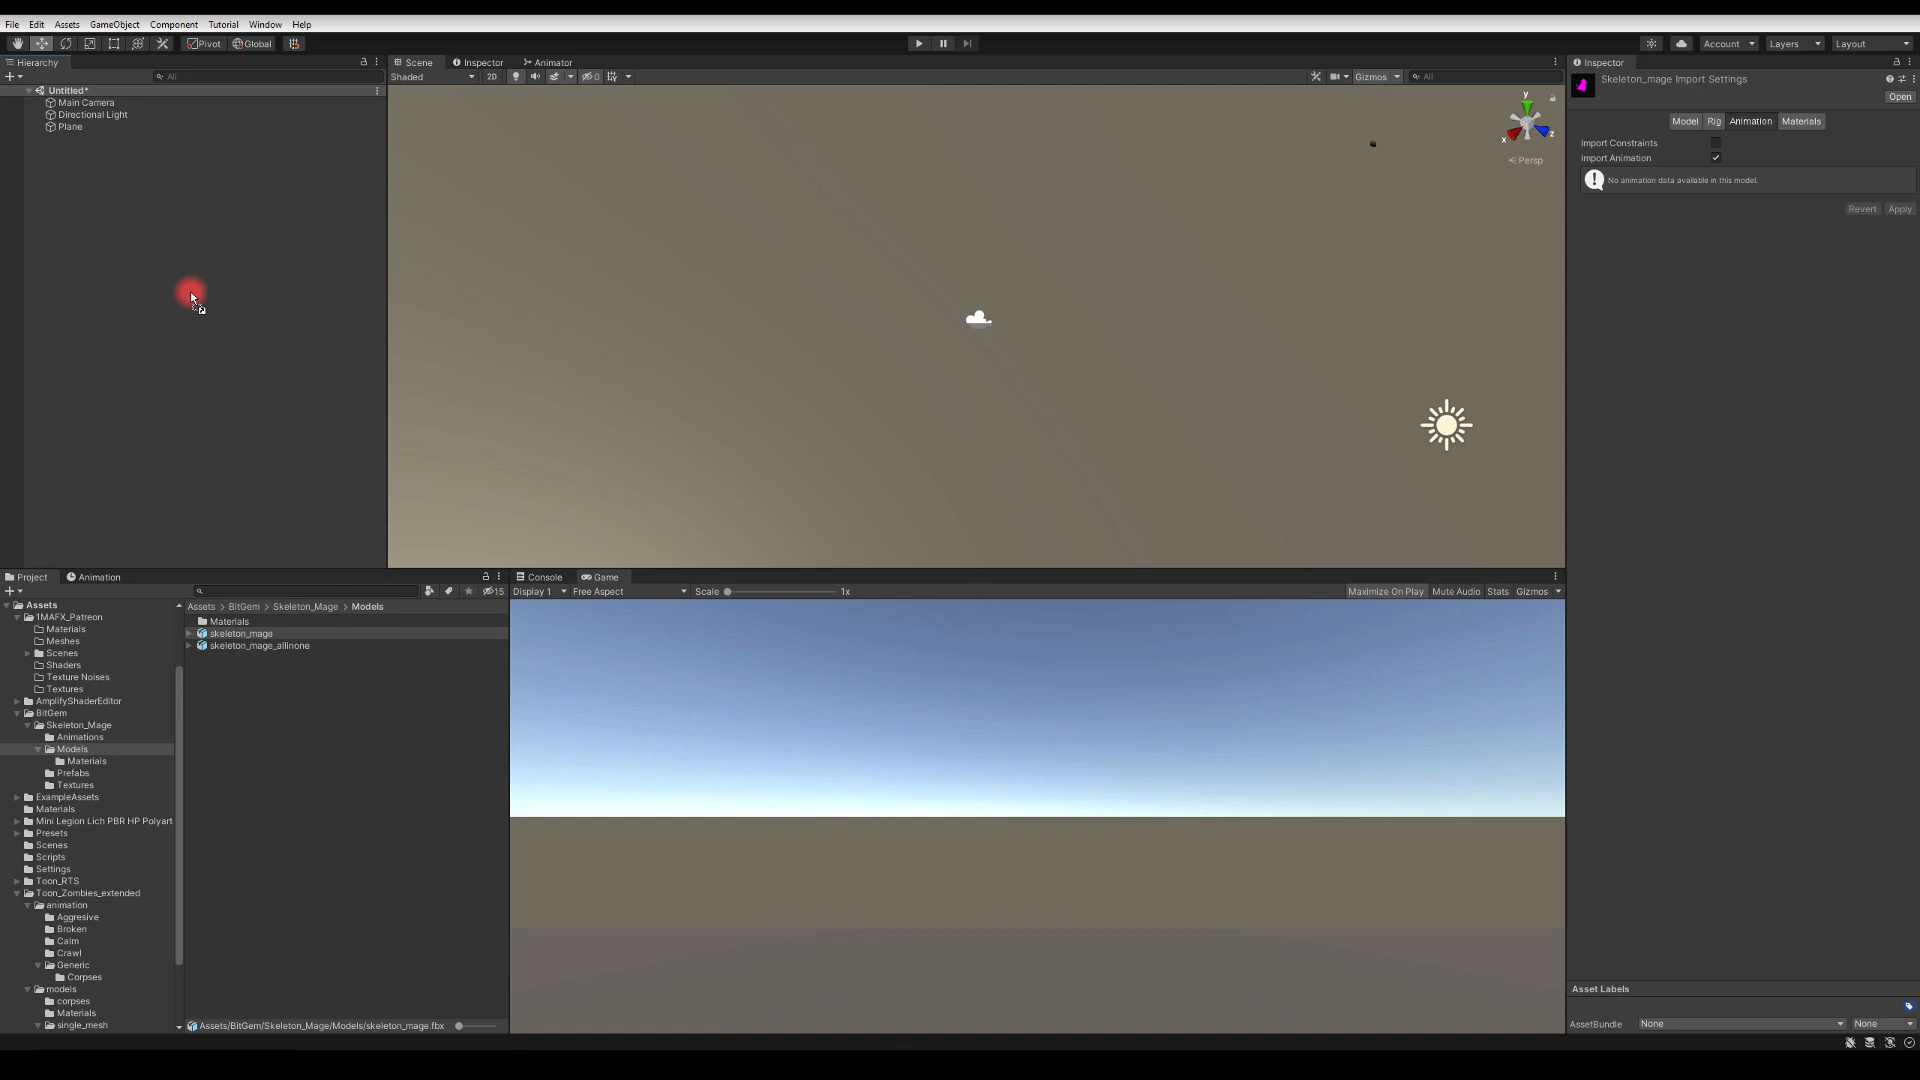 File Edit Assets GameObject Component Tutorial Window Help
Pivot Global
Account Layers Layout
Hierarchy
All
Untitled*
Main Camera
Directional Light
Plane
Scene Inspector Animator
Shaded 2D 0 Gizmos All
y
x z
Persp
Inspector
Skeleton_mage Import Settings
Open
Model Rig Animation Materials
Import Constraints
Import Animation
No animation data available in this model.
Revert Apply
Project Animation
15
Assets
1MAFX_Patreon
Materials
Meshes
Scenes
Shaders
Texture Noises
Textures
AmplifyShaderEditor
BitGem
Skeleton_Mage
Animations
Models
Materials
Prefabs
Textures
ExampleAssets
Materials
Mini Legion Lich PBR HP Polyart
Presets
Scenes
Scripts
Settings
Toon_RTS
Toon_Zombies_extended
animation
Aggresive
Broken
Calm
Crawl
Generic
Corpses
models
corpses
Materials
single_mesh
Assets > BitGem > Skeleton_Mage > Models
Materials
skeleton_mage
skeleton_mage_allinone
Assets/BitGem/Skeleton_Mage/Models/skeleton_mage.fbx
Console Game
Display 1 Free Aspect Scale 1x Maximize On Play Mute Audio Stats Gizmos
Asset Labels
AssetBundle None None